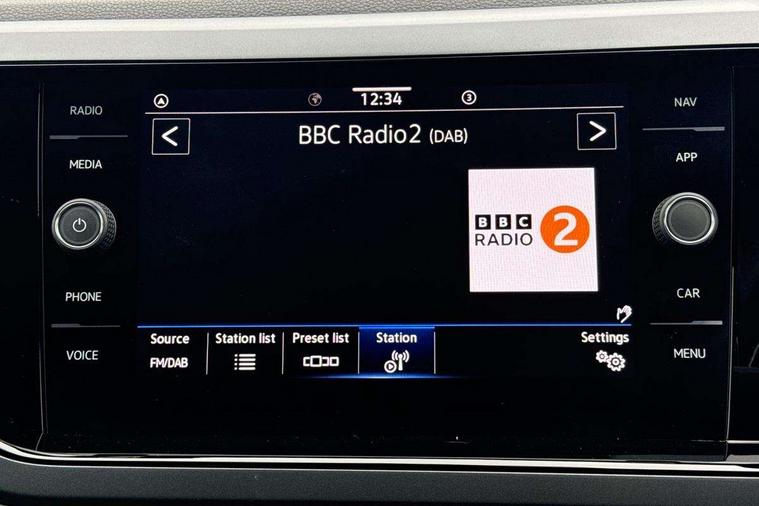 RADIO
MEDIA
PHONE
VOICE
12:34
3
BBC Radio2 (DAB)
BBC
RADIO 2
Source
FM/DAB
Station list
Preset list
Station
Settings
NAV
APP
CAR
MENU